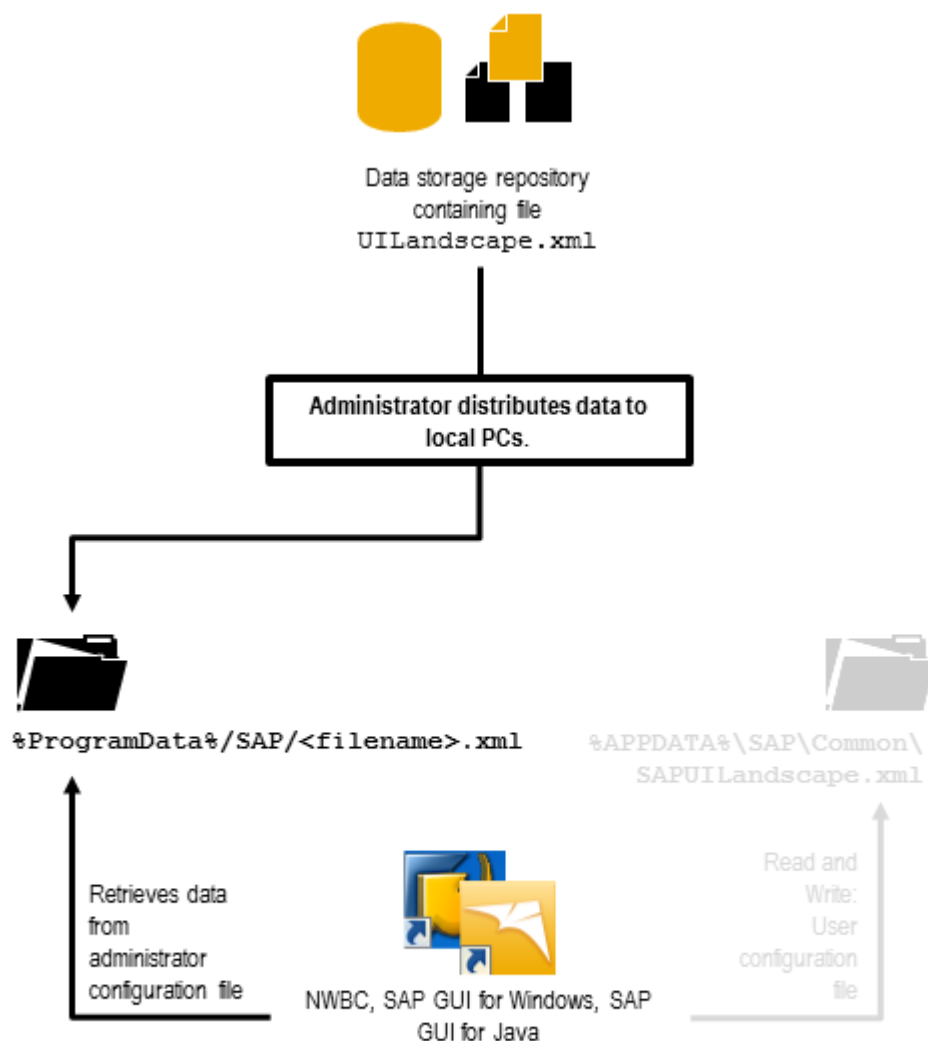 Data storage repository
containing file
UILandscape.xml
Administrator distributes data to
local PCs.
%ProgramData%/SAP/<filename>.xml
%APPDATA%\SAP\Common\
SAPUILandscape.xml
Retrieves data
from
administrator
configuration file
Read and
Write:
User
configuration
file
NWBC, SAP GUI for Windows, SAP
GUI for Java